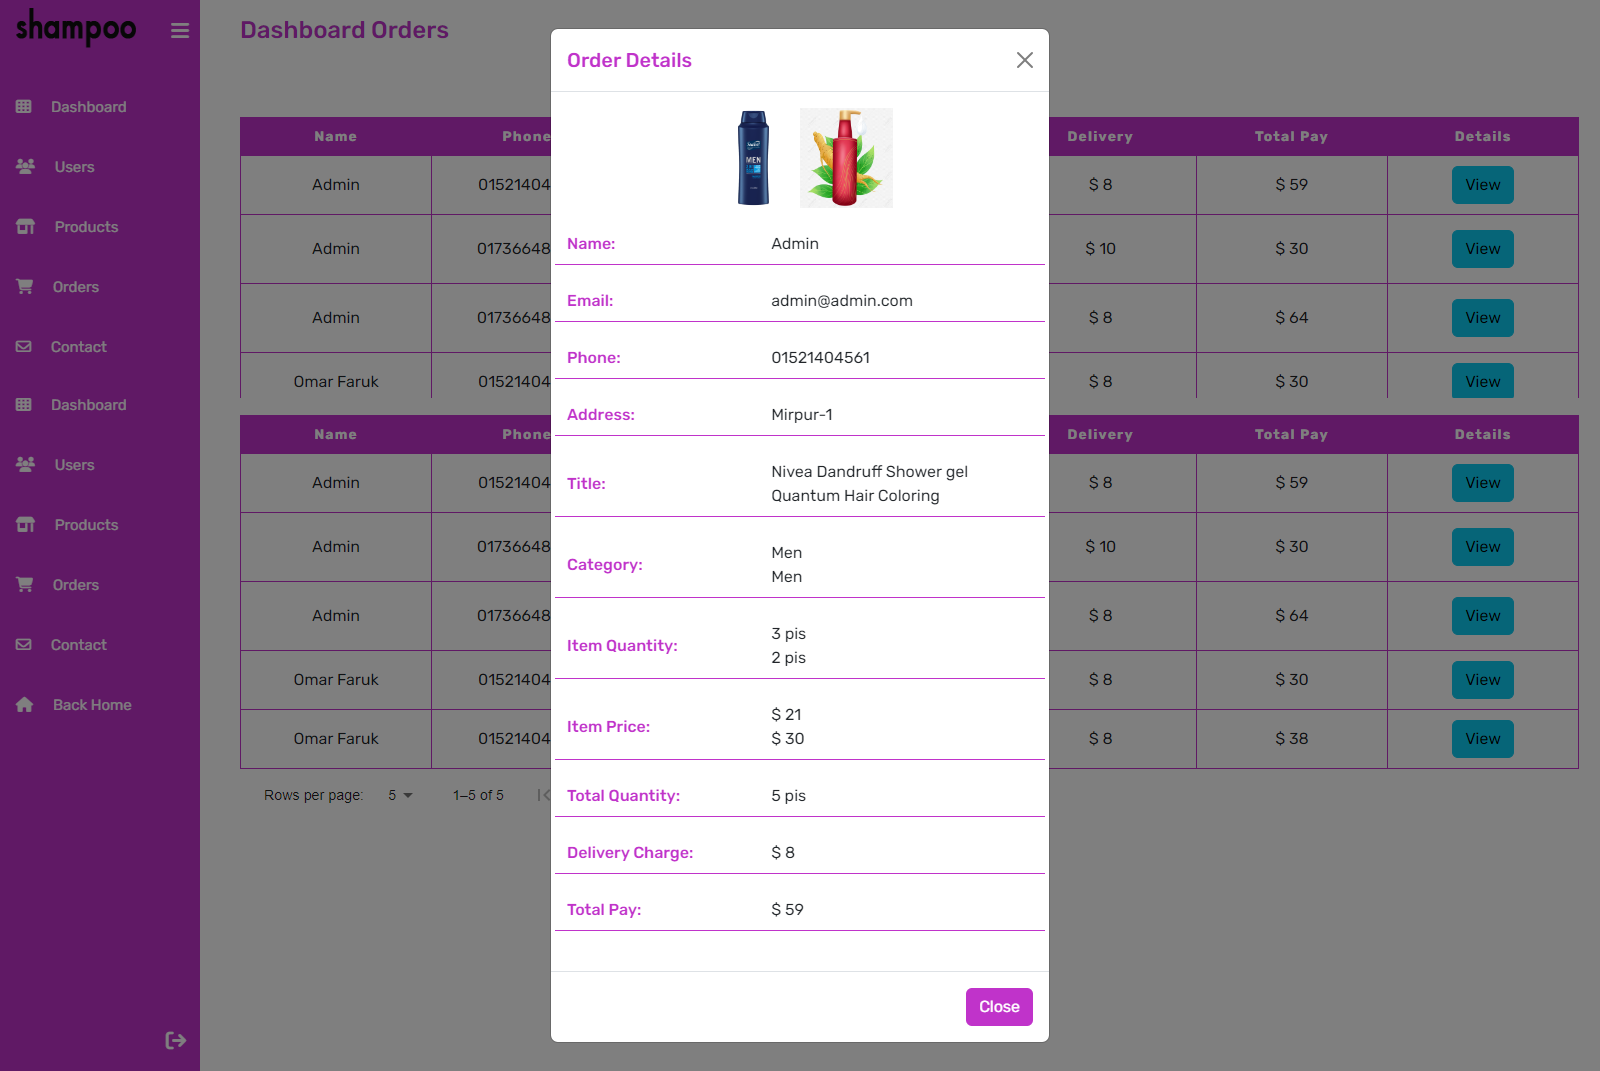 shampoo
Dashboard
Users
Products
Orders
Contact
Dashboard
Users
Products
Orders
Contact
Back Home
Dashboard Orders
Name Phone Delivery Total Pay Details
Admin 01521404 $ 8 $ 59 View
Admin 01736648 $ 10 $ 30 View
Admin 01736648 $ 8 $ 64 View
Omar Faruk 01521404 $ 8 $ 30 View
Name Phone Delivery Total Pay Details
Admin 01521404 $ 8 $ 59 View
Admin 01736648 $ 10 $ 30 View
Admin 01736648 $ 8 $ 64 View
Omar Faruk 01521404 $ 8 $ 30 View
Omar Faruk 01521404 $ 8 $ 38 View
Rows per page: 5 1–5 of 5
Order Details
MEN
Name: Admin
Email: admin@admin.com
Phone: 01521404561
Address: Mirpur-1
Title: Nivea Dandruff Shower gel
Quantum Hair Coloring
Category: Men
Men
Item Quantity: 3 pis
2 pis
Item Price: $ 21
$ 30
Total Quantity: 5 pis
Delivery Charge: $ 8
Total Pay: $ 59
Close